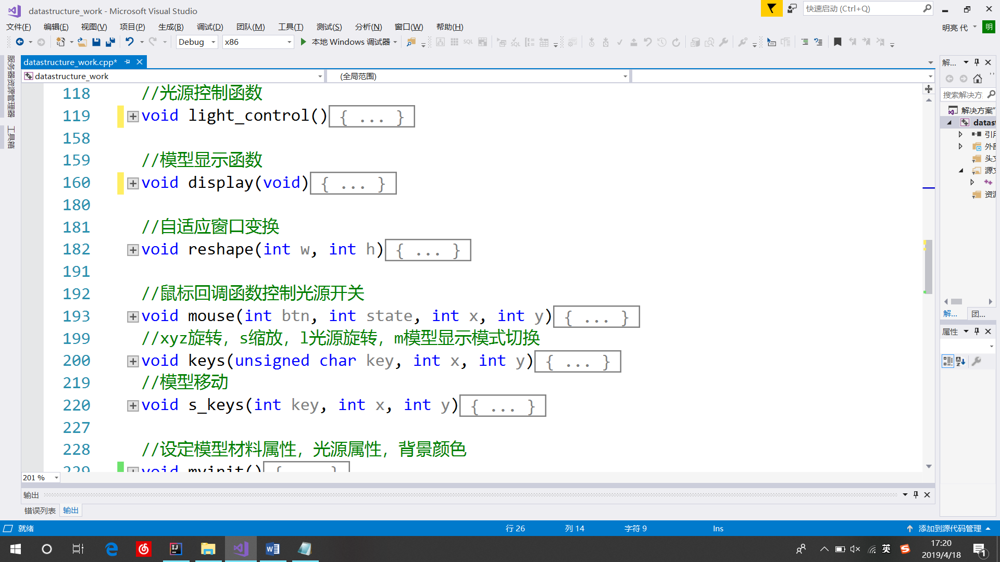 datastructure_work - Microsoft Visual Studio
快速启动 (Ctrl+Q)
文件(F) 编辑(E) 视图(V) 项目(P) 生成(B) 调试(D) 团队(M) 工具(T) 测试(S) 分析(N) 窗口(W) 帮助(H)
明亮 代 明
Debug x86 本地 Windows 调试器
服务器资源管理器
工具箱
datastructure_work.cpp*
datastructure_work (全局范围)
118 //光源控制函数
119 void light_control(){ ... }
158
159 //模型显示函数
160 void display(void){ ... }
180
181 //自适应窗口变换
182 void reshape(int w, int h){ ... }
191
192 //鼠标回调函数控制光源开关
193 void mouse(int btn, int state, int x, int y){ ... }
199 //xyz旋转，s缩放，l光源旋转，m模型显示模式切换
200 void keys(unsigned char key, int x, int y){ ... }
219 //模型移动
220 void s_keys(int key, int x, int y){ ... }
227
228 //设定模型材料属性，光源属性，背景颜色
229 void myinit(){ ... }
201 %
解...
搜索解决方
解决方案"
datas
引用
外部
头文
源文
资源
解... 团...
属性
输出
错误列表 输出
就绪 行 26 列 14 字符 9 Ins 添加到源代码管理
英
17:20
2019/4/18
1